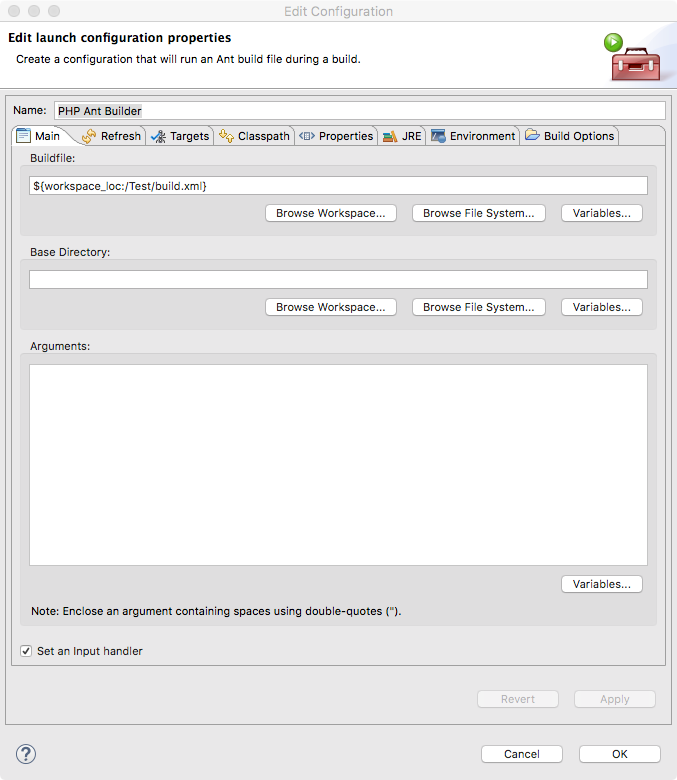 Edit Configuration
Edit launch configuration properties
Create a configuration that will run an Ant build file during a build.
Name: PHP Ant Builder
Main Refresh Targets Classpath Properties JRE Environment Build Options
Buildfile:
${workspace_loc:/Test/build.xml}
Browse Workspace... Browse File System... Variables...
Base Directory:
Browse Workspace... Browse File System... Variables...
Arguments:
Variables...
Note: Enclose an argument containing spaces using double-quotes (").
Set an Input handler
Revert Apply
? Cancel OK